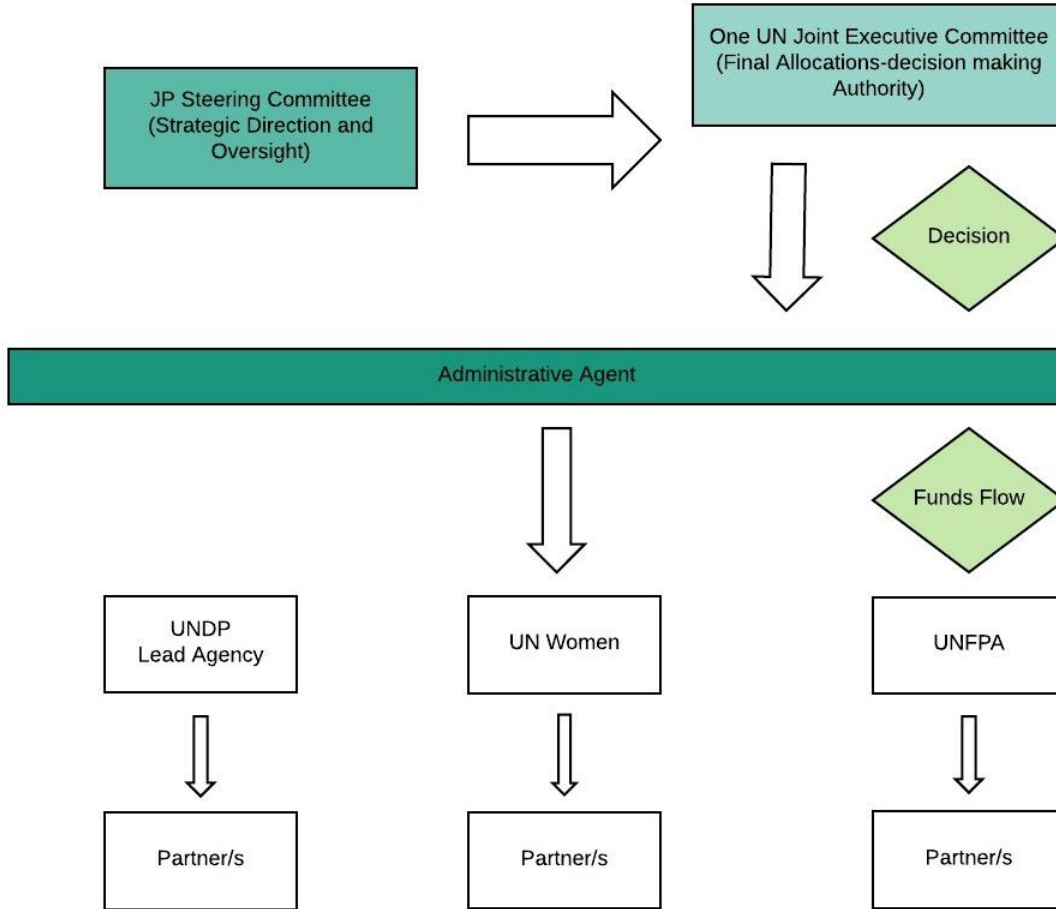 One UN Joint Executive Committee
(Final Allocations-decision making
Authority)
JP Steering Committee
(Strategic Direction and
Oversight)
Decision
Administrative Agent
Funds Flow
UNDP
Lead Agency
UN Women
UNFPA
Partner/s
Partner/s
Partner/s